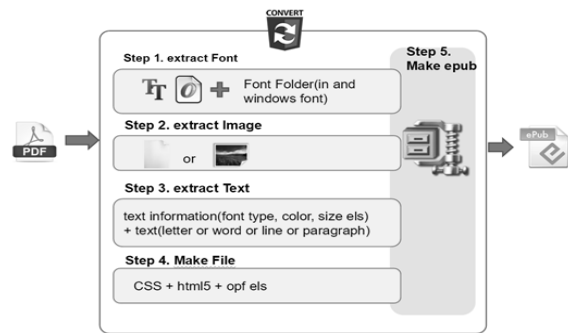 CONVERT
Step 1. extract Font
TT O + Font Folder(in and
windows font)
Step 2. extract Image
or
Step 3. extract Text
text information(font type, color, size els)
+ text(letter or word or line or paragraph)
Step 4. Make File
CSS + html5 + opf els
Step 5.
Make epub
PDF
ePub